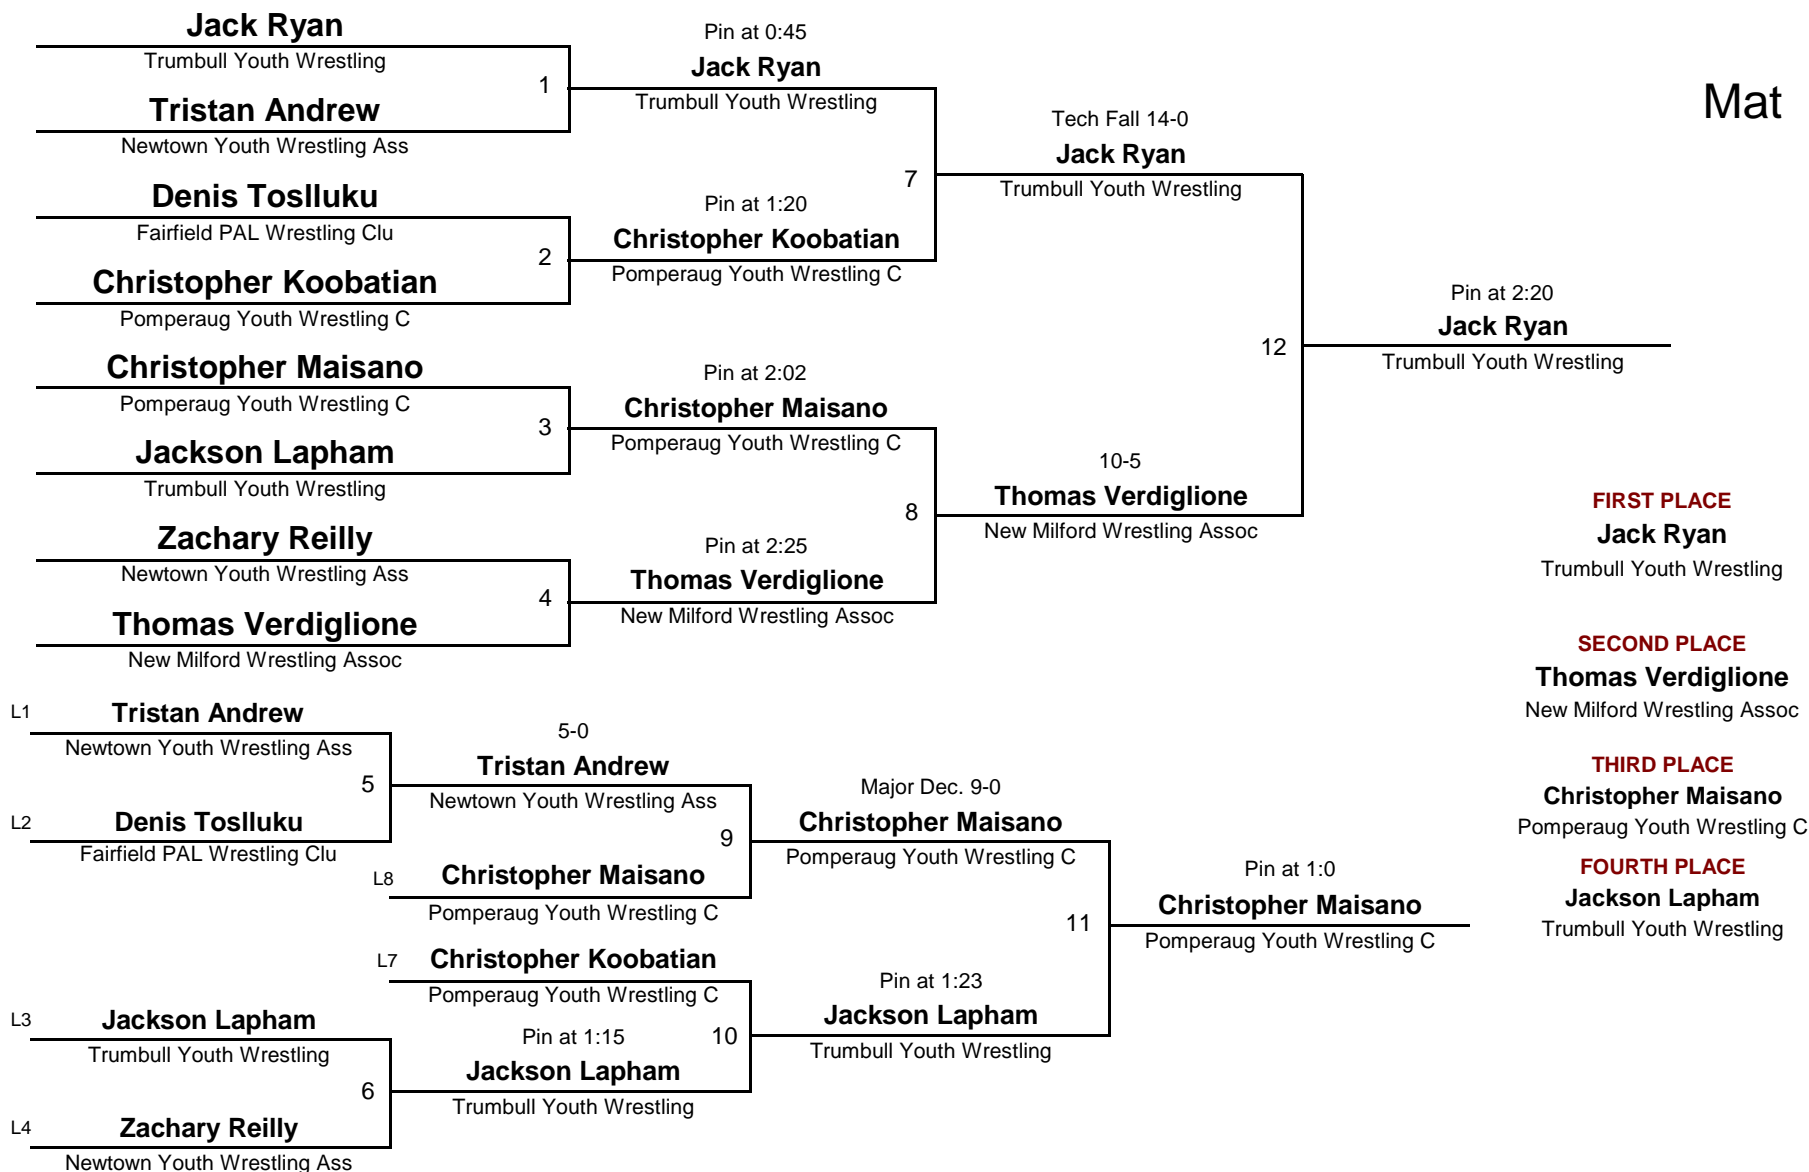 Jack Ryan
Trumbull Youth Wrestling
1
Tristan Andrew
Newtown Youth Wrestling Ass
Denis Toslluku
Fairfield PAL Wrestling Clu
2
Christopher Koobatian
Pomperaug Youth Wrestling C
Christopher Maisano
Pomperaug Youth Wrestling C
3
Jackson Lapham
Trumbull Youth Wrestling
Zachary Reilly
Newtown Youth Wrestling Ass
4
Thomas Verdiglione
New Milford Wrestling Assoc
Pin at 0:45
Jack Ryan
Trumbull Youth Wrestling
7
Pin at 1:20
Christopher Koobatian
Pomperaug Youth Wrestling C
Pin at 2:02
Christopher Maisano
Pomperaug Youth Wrestling C
8
Pin at 2:25
Thomas Verdiglione
New Milford Wrestling Assoc
Tech Fall 14-0
Jack Ryan
Trumbull Youth Wrestling
12
10-5
Thomas Verdiglione
New Milford Wrestling Assoc
Mat
Pin at 2:20
Jack Ryan
Trumbull Youth Wrestling
L1
Tristan Andrew
Newtown Youth Wrestling Ass
5
L2
Denis Toslluku
Fairfield PAL Wrestling Clu
L3
Jackson Lapham
Trumbull Youth Wrestling
6
L4
Zachary Reilly
Newtown Youth Wrestling Ass
5-0
Tristan Andrew
Newtown Youth Wrestling Ass
9
L8
Christopher Maisano
Pomperaug Youth Wrestling C
L7
Christopher Koobatian
Pomperaug Youth Wrestling C
10
Pin at 1:15
Jackson Lapham
Trumbull Youth Wrestling
Major Dec. 9-0
Christopher Maisano
Pomperaug Youth Wrestling C
11
Pin at 1:23
Jackson Lapham
Trumbull Youth Wrestling
Pin at 1:0
Christopher Maisano
Pomperaug Youth Wrestling C
FIRST PLACE
Jack Ryan
Trumbull Youth Wrestling
SECOND PLACE
Thomas Verdiglione
New Milford Wrestling Assoc
THIRD PLACE
Christopher Maisano
Pomperaug Youth Wrestling C
FOURTH PLACE
Jackson Lapham
Trumbull Youth Wrestling